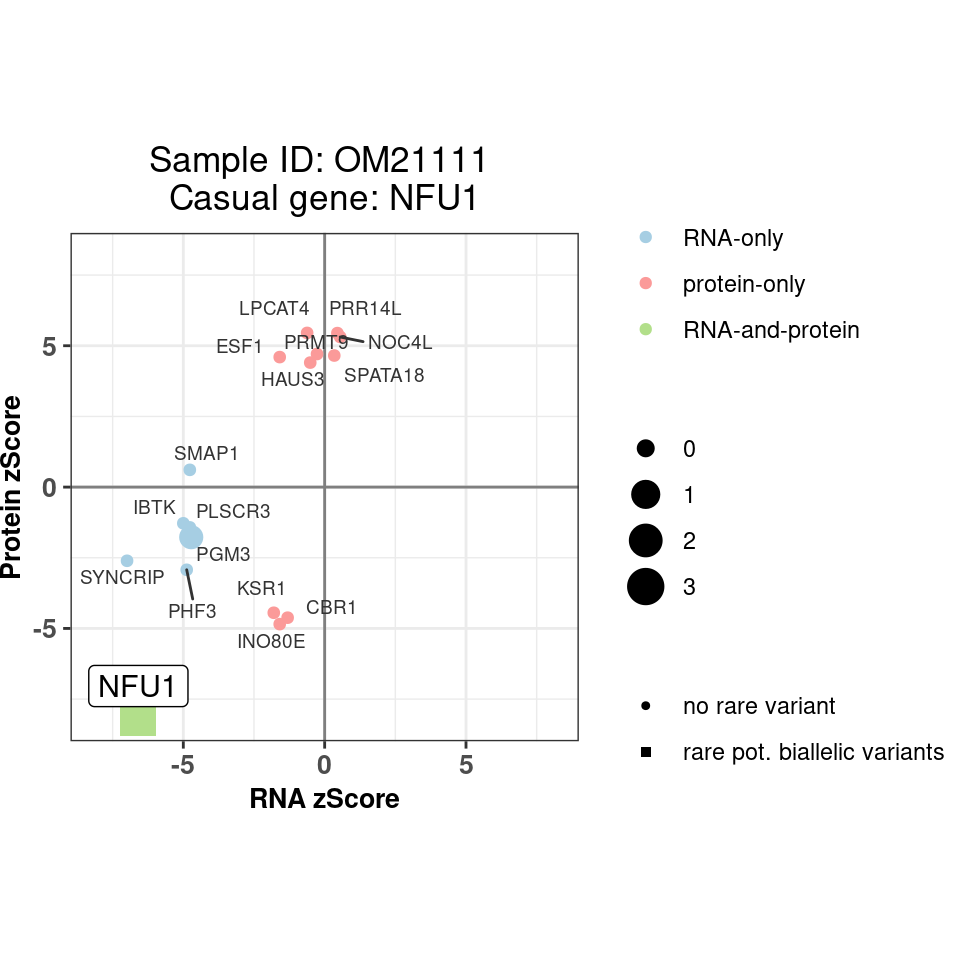 Sample ID: OM21111
Casual gene: NFU1
RNA-only
protein-only
RNA-and-protein
LPCAT4
PRR14L
ESF1
PRMT9
NOC4L
HAUS3
SPATA18
SMAP1
IBTK
PLSCR3
PGM3
SYNCRIP
PHF3
KSR1
CBR1
INO80E
NFU1
5
0
-5
Protein zScore
-5
0
5
RNA zScore
0
1
2
3
no rare variant
rare pot. biallelic variants